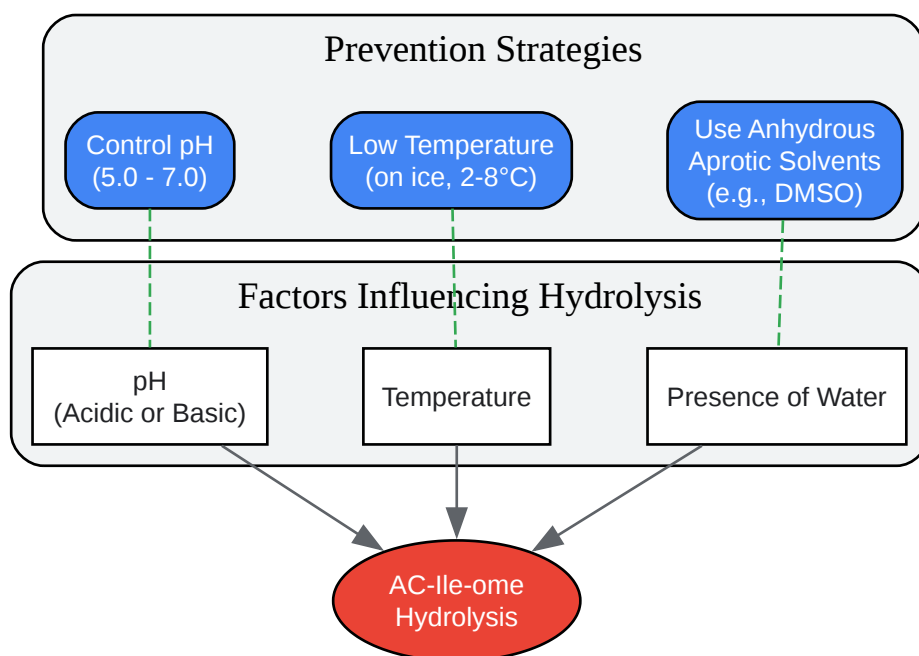 Prevention Strategies
Control pH
(5.0 - 7.0)
Low Temperature
(on ice, 2-8°C)
Use Anhydrous
Aprotic Solvents
(e.g., DMSO)
Factors Influencing Hydrolysis
pH
(Acidic or Basic)
Temperature
Presence of Water
AC-Ile-ome
Hydrolysis